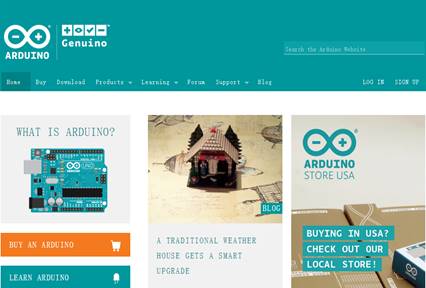 ARDUINO
Genuino
Search the Arduino Website
Home Buy Download Products Learning Forum Support Blog LOG IN SIGN UP
WHAT IS ARDUINO?
BUY AN ARDUINO
LEARN ARDUINO
BLOG
A TRADITIONAL WEATHER
HOUSE GETS A SMART
UPGRADE
ARDUINO
STORE USA
BUYING IN USA?
CHECK OUT OUR
LOCAL STORE!